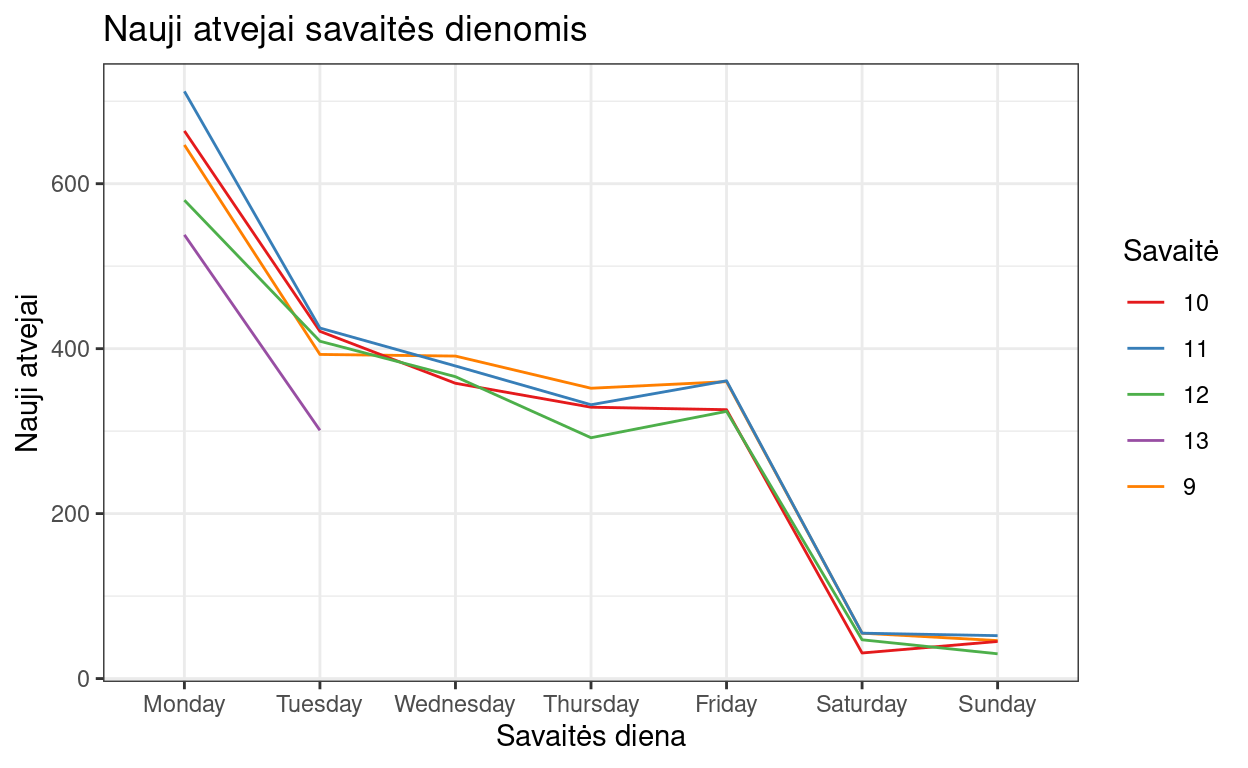 Nauji atvejai savaitės dienomis
Nauji atvejai
600
400
200
0
Monday Tuesday Wednesday Thursday Friday Saturday Sunday
Savaitės diena
Savaitė
10
11
12
13
9